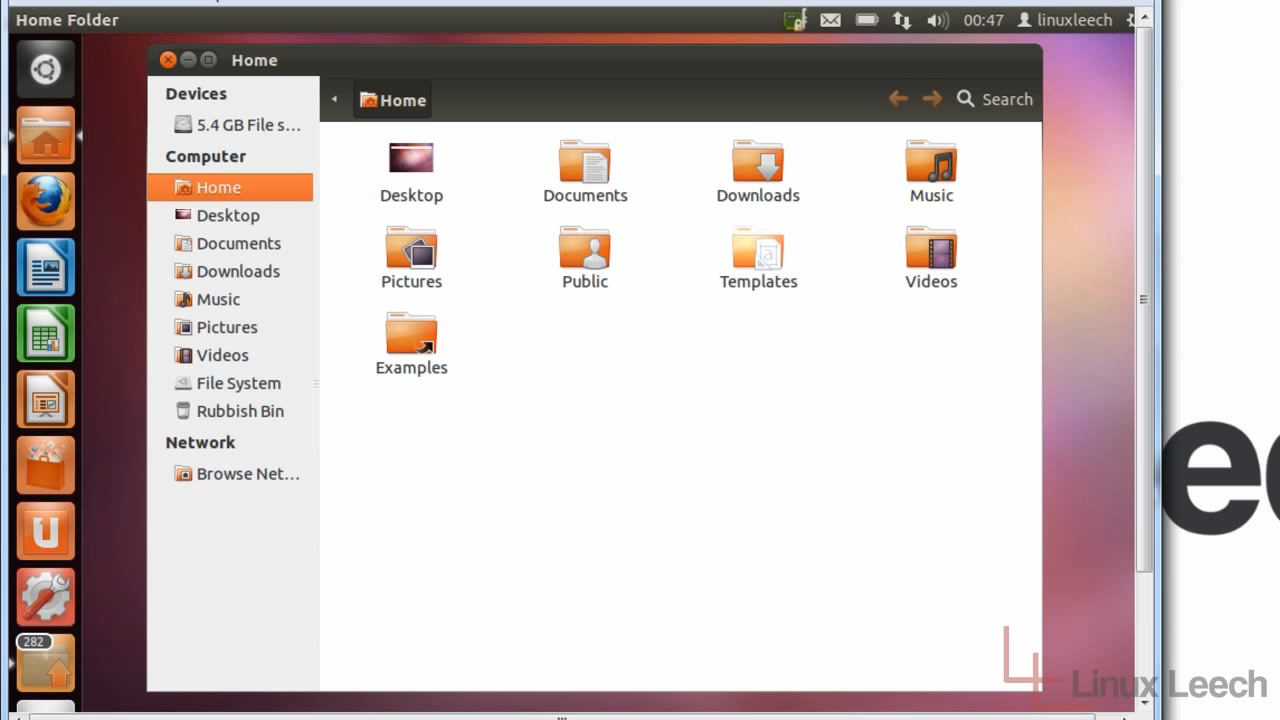 Home Folder
00:47 linuxleech
Home
Devices
5.4 GB File s...
Computer
Home
Desktop
Documents
Downloads
Music
Pictures
Videos
File System
Rubbish Bin
Network
Browse Net...
Home
Search
Desktop
Documents
Downloads
Music
Pictures
Public
Templates
Videos
Examples
282
Linux Leech